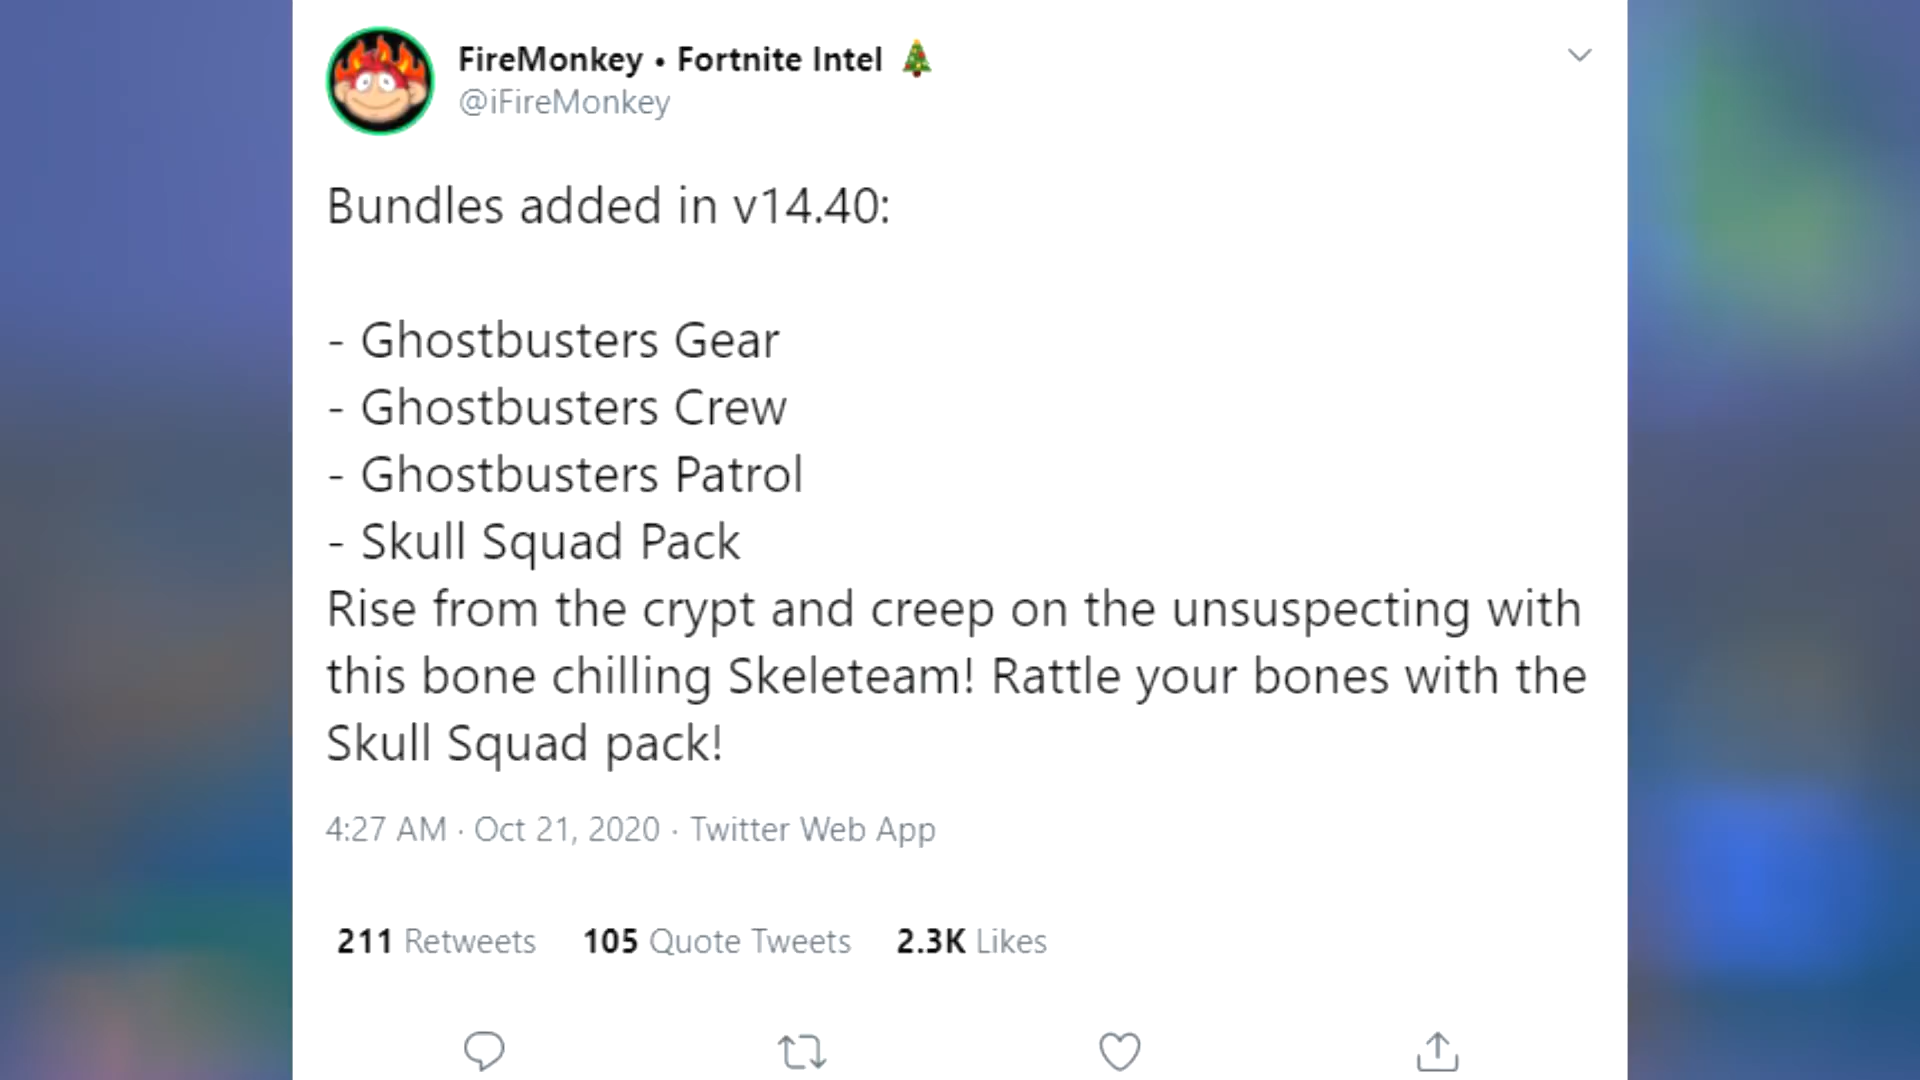 FireMonkey • Fortnite Intel 🎄
@iFireMonkey
Bundles added in v14.40:
- Ghostbusters Gear
- Ghostbusters Crew
- Ghostbusters Patrol
- Skull Squad Pack
Rise from the crypt and creep on the unsuspecting with
this bone chilling Skeleteam! Rattle your bones with the
Skull Squad pack!
4:27 AM · Oct 21, 2020 · Twitter Web App
211 Retweets 105 Quote Tweets 2.3K Likes